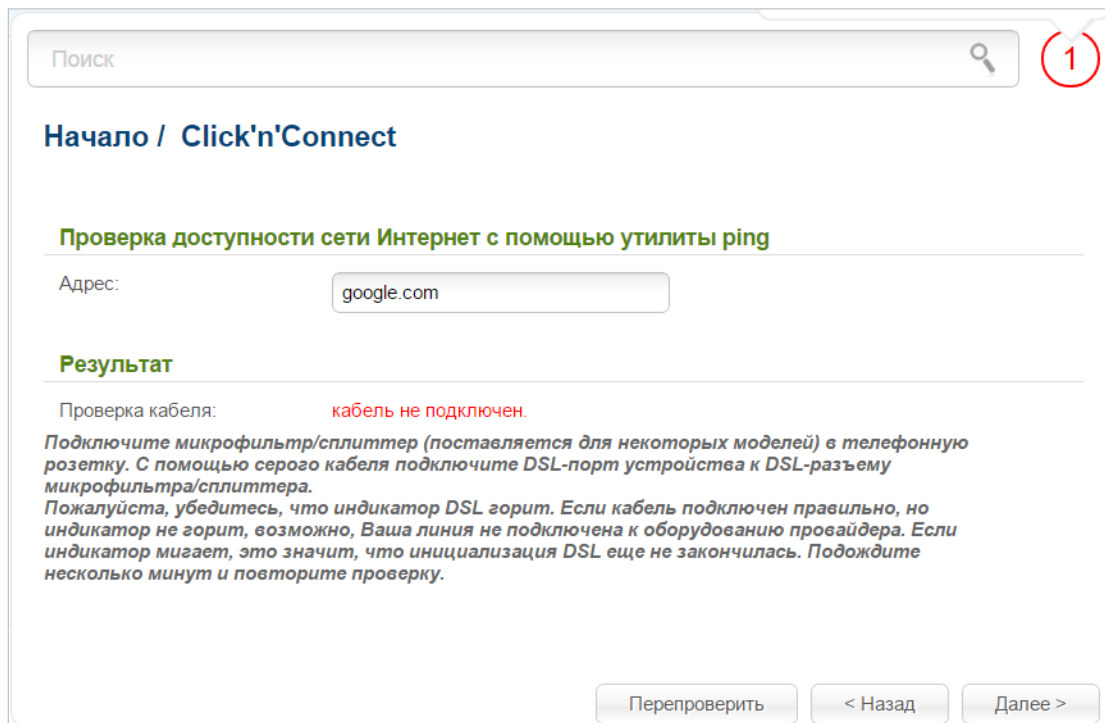 Поиск
1
Начало / Click'n'Connect
Проверка доступности сети Интернет с помощью утилиты ping
Адрес:
google.com
Результат
Проверка кабеля: кабель не подключен.
Подключите микрофильтр/сплиттер (поставляется для некоторых моделей) в телефонную
розетку. С помощью серого кабеля подключите DSL-порт устройства к DSL-разъему
микрофильтра/сплиттера.
Пожалуйста, убедитесь, что индикатор DSL горит. Если кабель подключен правильно, но
индикатор не горит, возможно, Ваша линия не подключена к оборудованию провайдера. Если
индикатор мигает, это значит, что инициализация DSL еще не закончилась. Подождите
несколько минут и повторите проверку.
Перепроверить < Назад Далее >